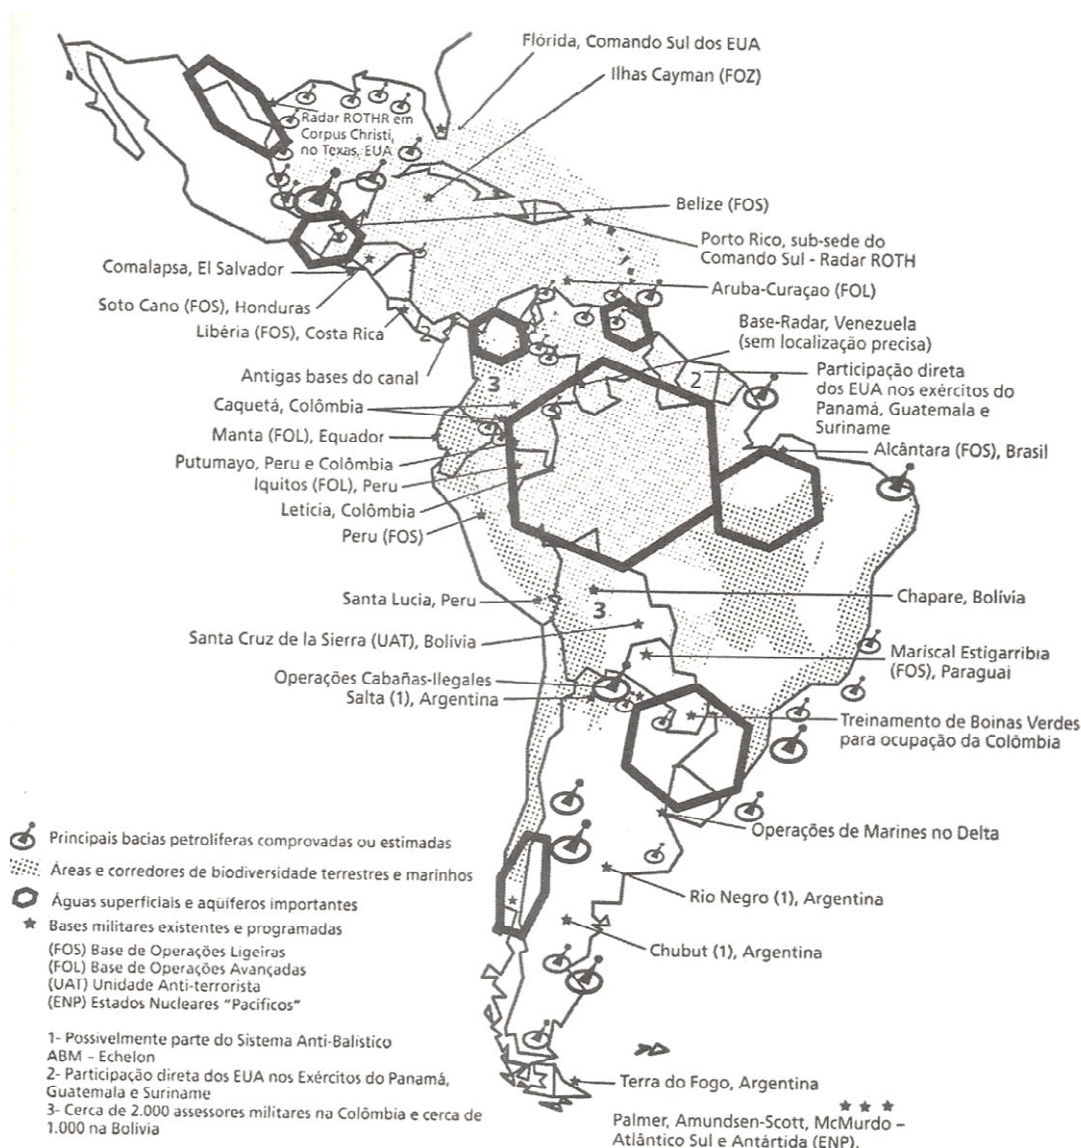 Flórida, Comando Sul dos EUA
Ilhas Cayman (FOZ)
Radar ROTHR em
Corpus Christi,
no Texas, EUA
Belize (FOS)
Porto Rico, sub-sede do
Comando Sul - Radar ROTH
Comalapsa, El Salvador
Aruba-Curaçao (FOL)
Soto Cano (FOS), Honduras
Libéria (FOS), Costa Rica
Base-Radar, Venezuela
(sem localização precisa)
2
Antigas bases do canal
3
2
Participação direta
dos EUA nos exércitos do
Panamá, Guatemala e
Suriname
Caquetá, Colômbia
Manta (FOL), Equador
Alcântara (FOS), Brasil
Putumayo, Peru e Colômbia
Iquitos (FOL), Peru
Letícia, Colômbia
Peru (FOS)
Santa Lucia, Peru
Chapare, Bolívia
3
Santa Cruz de la Sierra (UAT), Bolívia
Mariscal Estigarribia
(FOS), Paraguai
Operações Cabañas-Ilegales
Salta (1), Argentina
Treinamento de Boinas Verdes
para ocupação da Colômbia
Operações de Marines no Delta
Rio Negro (1), Argentina
Chubut (1), Argentina
Terra do Fogo, Argentina
Palmer, Amundsen-Scott, McMurdo –
Atlântico Sul e Antártida (ENP).
Principais bacias petrolíferas comprovadas ou estimadas
Áreas e corredores de biodiversidade terrestres e marinhos
Águas superficiais e aqüíferos importantes
Bases militares existentes e programadas
(FOS) Base de Operações Ligeiras
(FOL) Base de Operações Avançadas
(UAT) Unidade Anti-terrorista
(ENP) Estados Nucleares "Pacíficos"
1- Possivelmente parte do Sistema Anti-Balístico
ABM – Echelon
2- Participação direta dos EUA nos Exércitos do Panamá,
Guatemala e Suriname
3- Cerca de 2.000 assessores militares na Colômbia e cerca de
1.000 na Bolívia